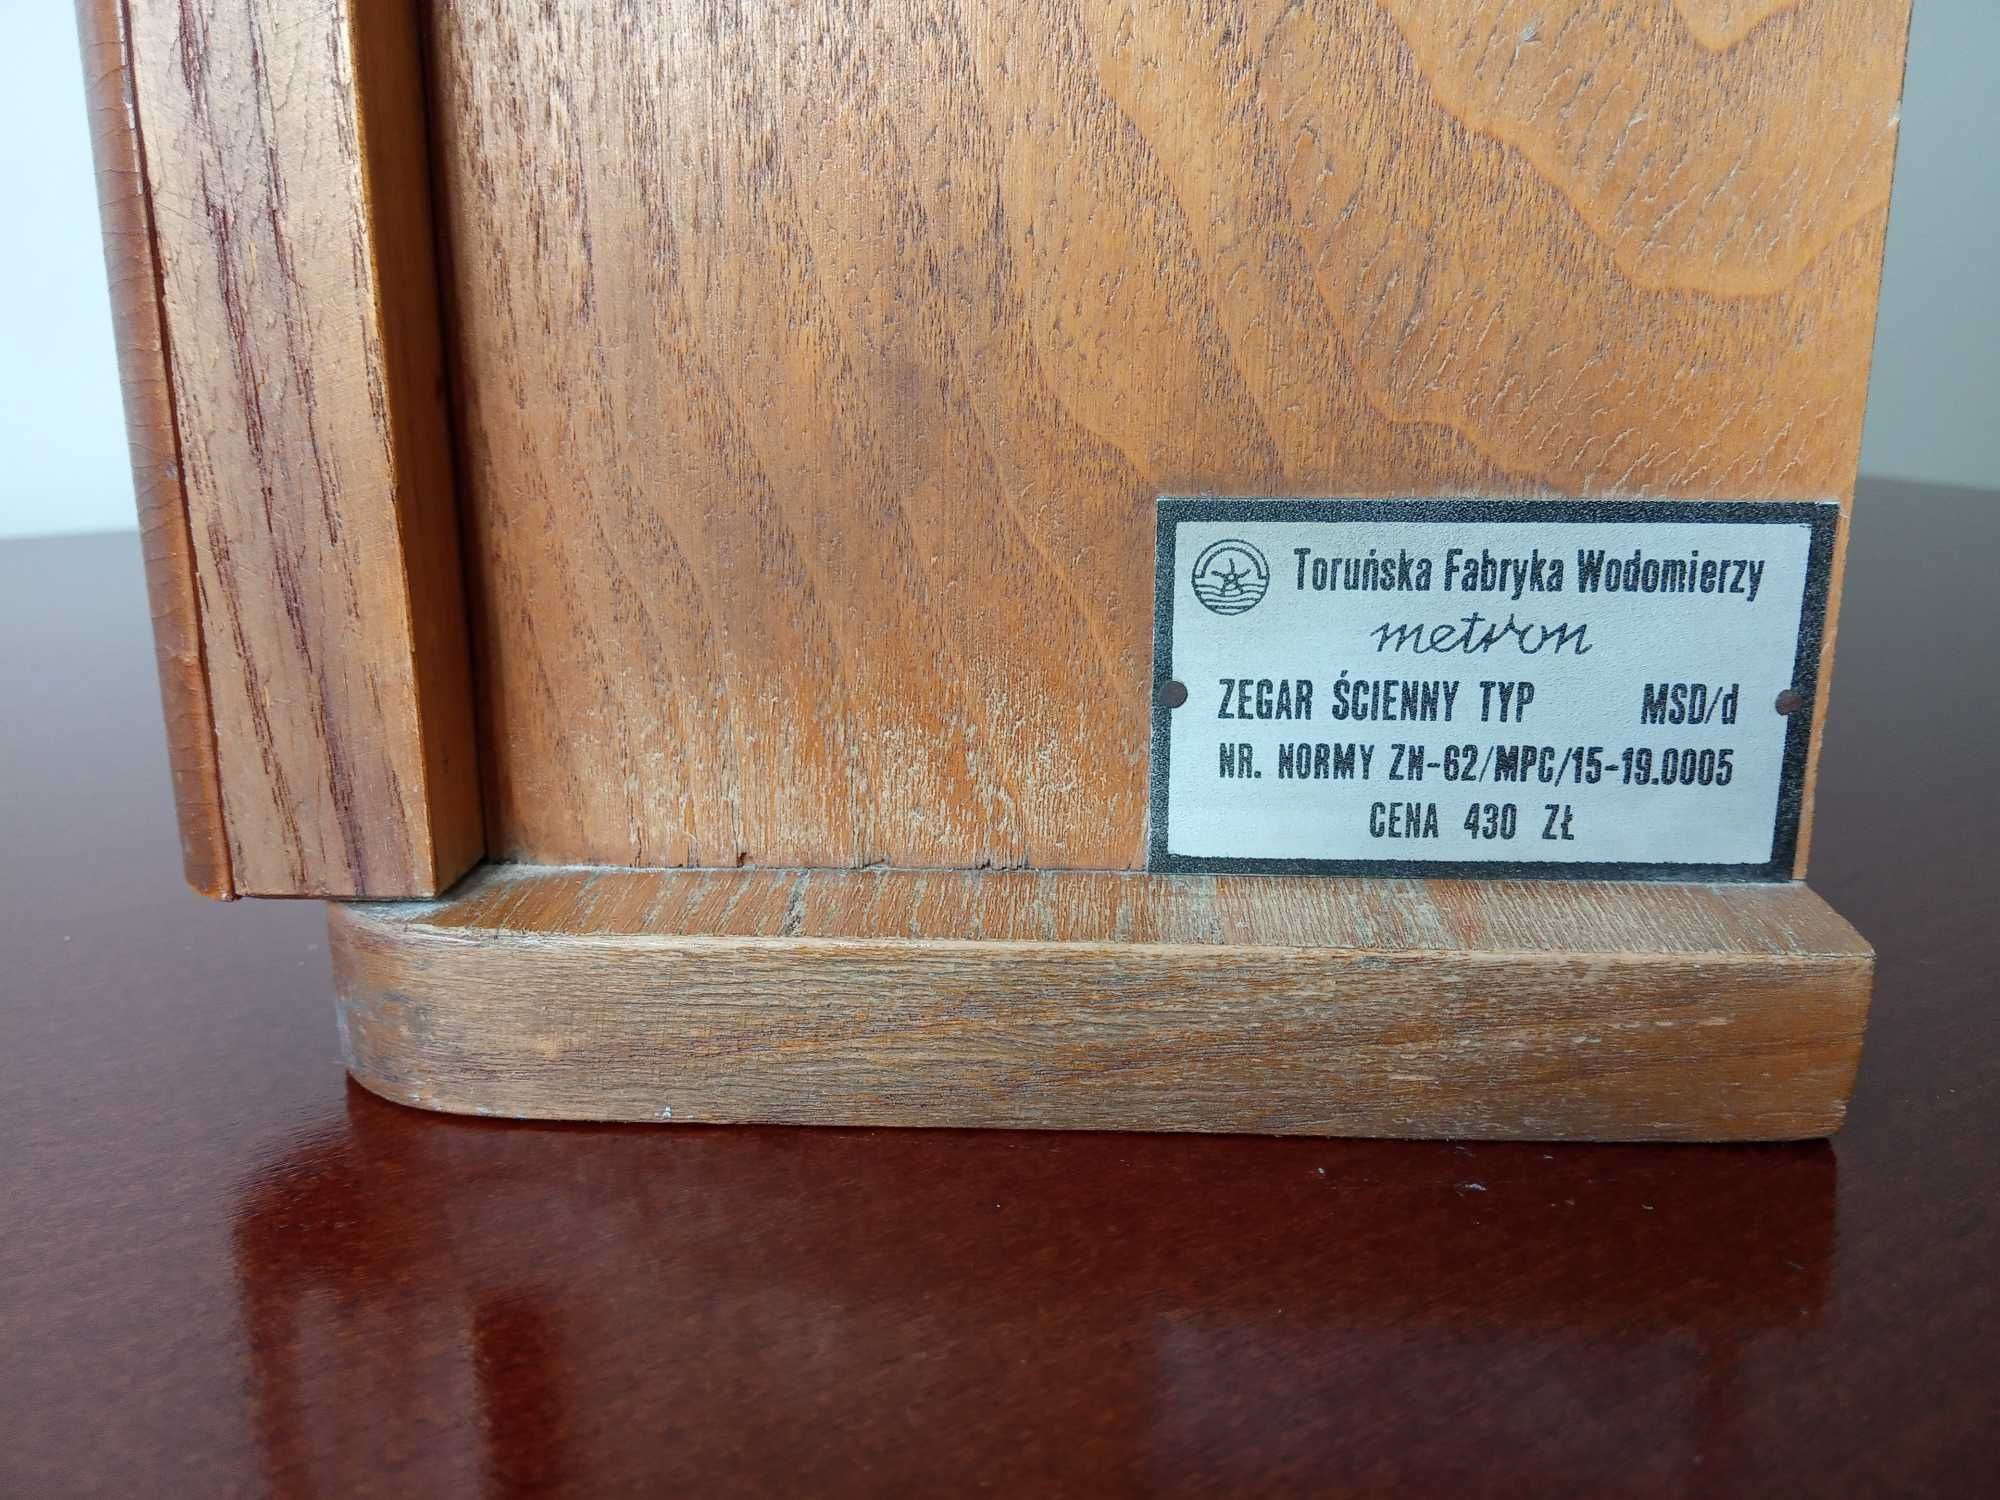 Toruńska Fabryka Wodomierzy
metron
ZEGAR ŚCIENNY TYP MSD/d
NR. NORMY ZN-62/MPC/15-19.0005
CENA 430 ZŁ